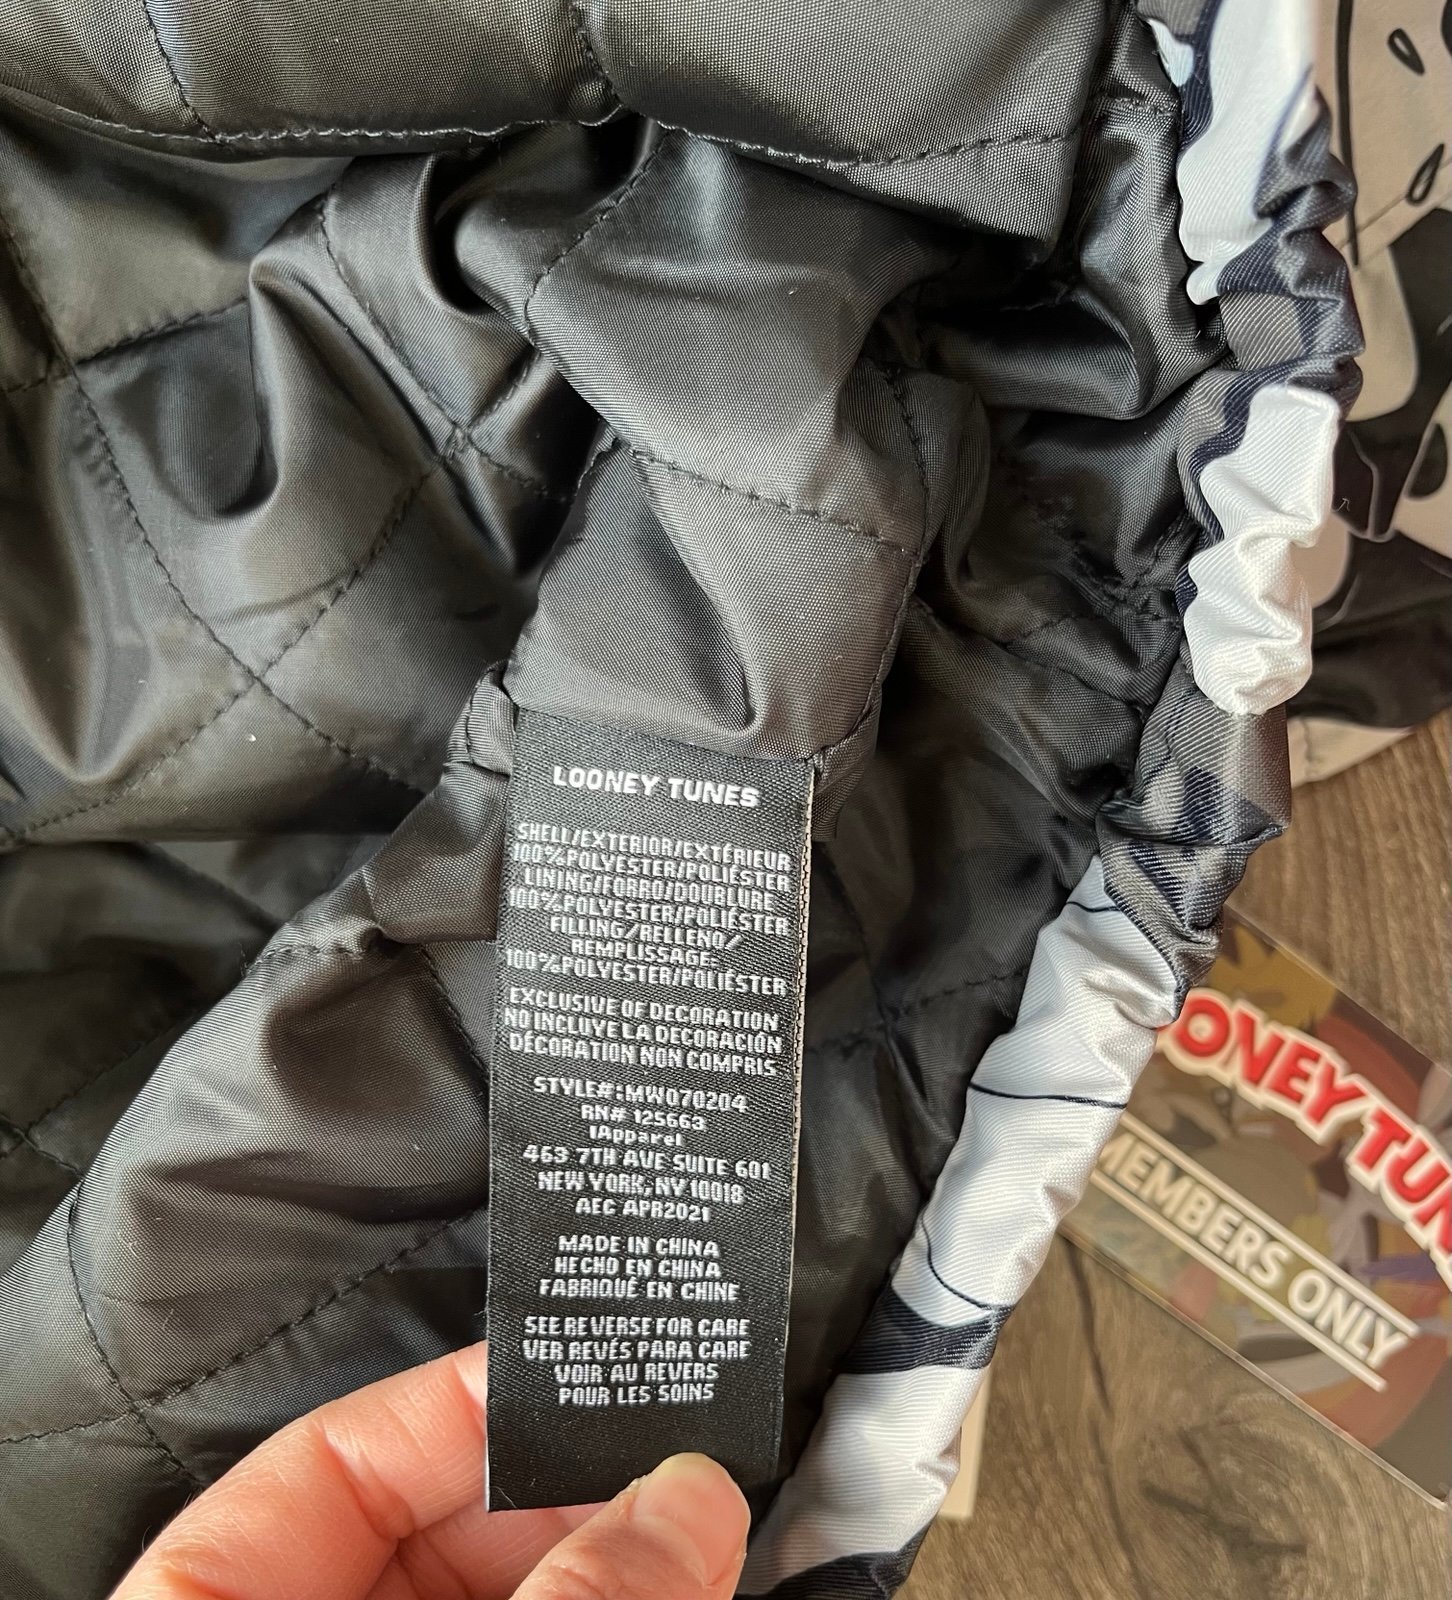 LOONEY TUNES
SHELL/EXTERIOR/EXTÉRIEUR
100%POLYESTER/POLIÉSTER
LINING/FORRO/DOUBLURE
100%POLYESTER/POLIÉSTER
FILLING/RELLENO/
REMPLISSAGE:
100%POLYESTER/POLIÉSTER
EXCLUSIVE OF DECORATION
NO INCLUYE LA DECORACIÓN
DÉCORATION NON COMPRIS
STYLE#:MW070204
RN# 125663
IApparel
463 7TH AVE SUITE 601
NEW YORK, NY 10018
AEC APR2021
MADE IN CHINA
HECHO EN CHINA
FABRIQUÉ EN CHINE
SEE REVERSE FOR CARE
VER REVÉS PARA CARE
VOIR AU REVERS
POUR LES SOINS
OONEY TUN
MEMBERS ONLY